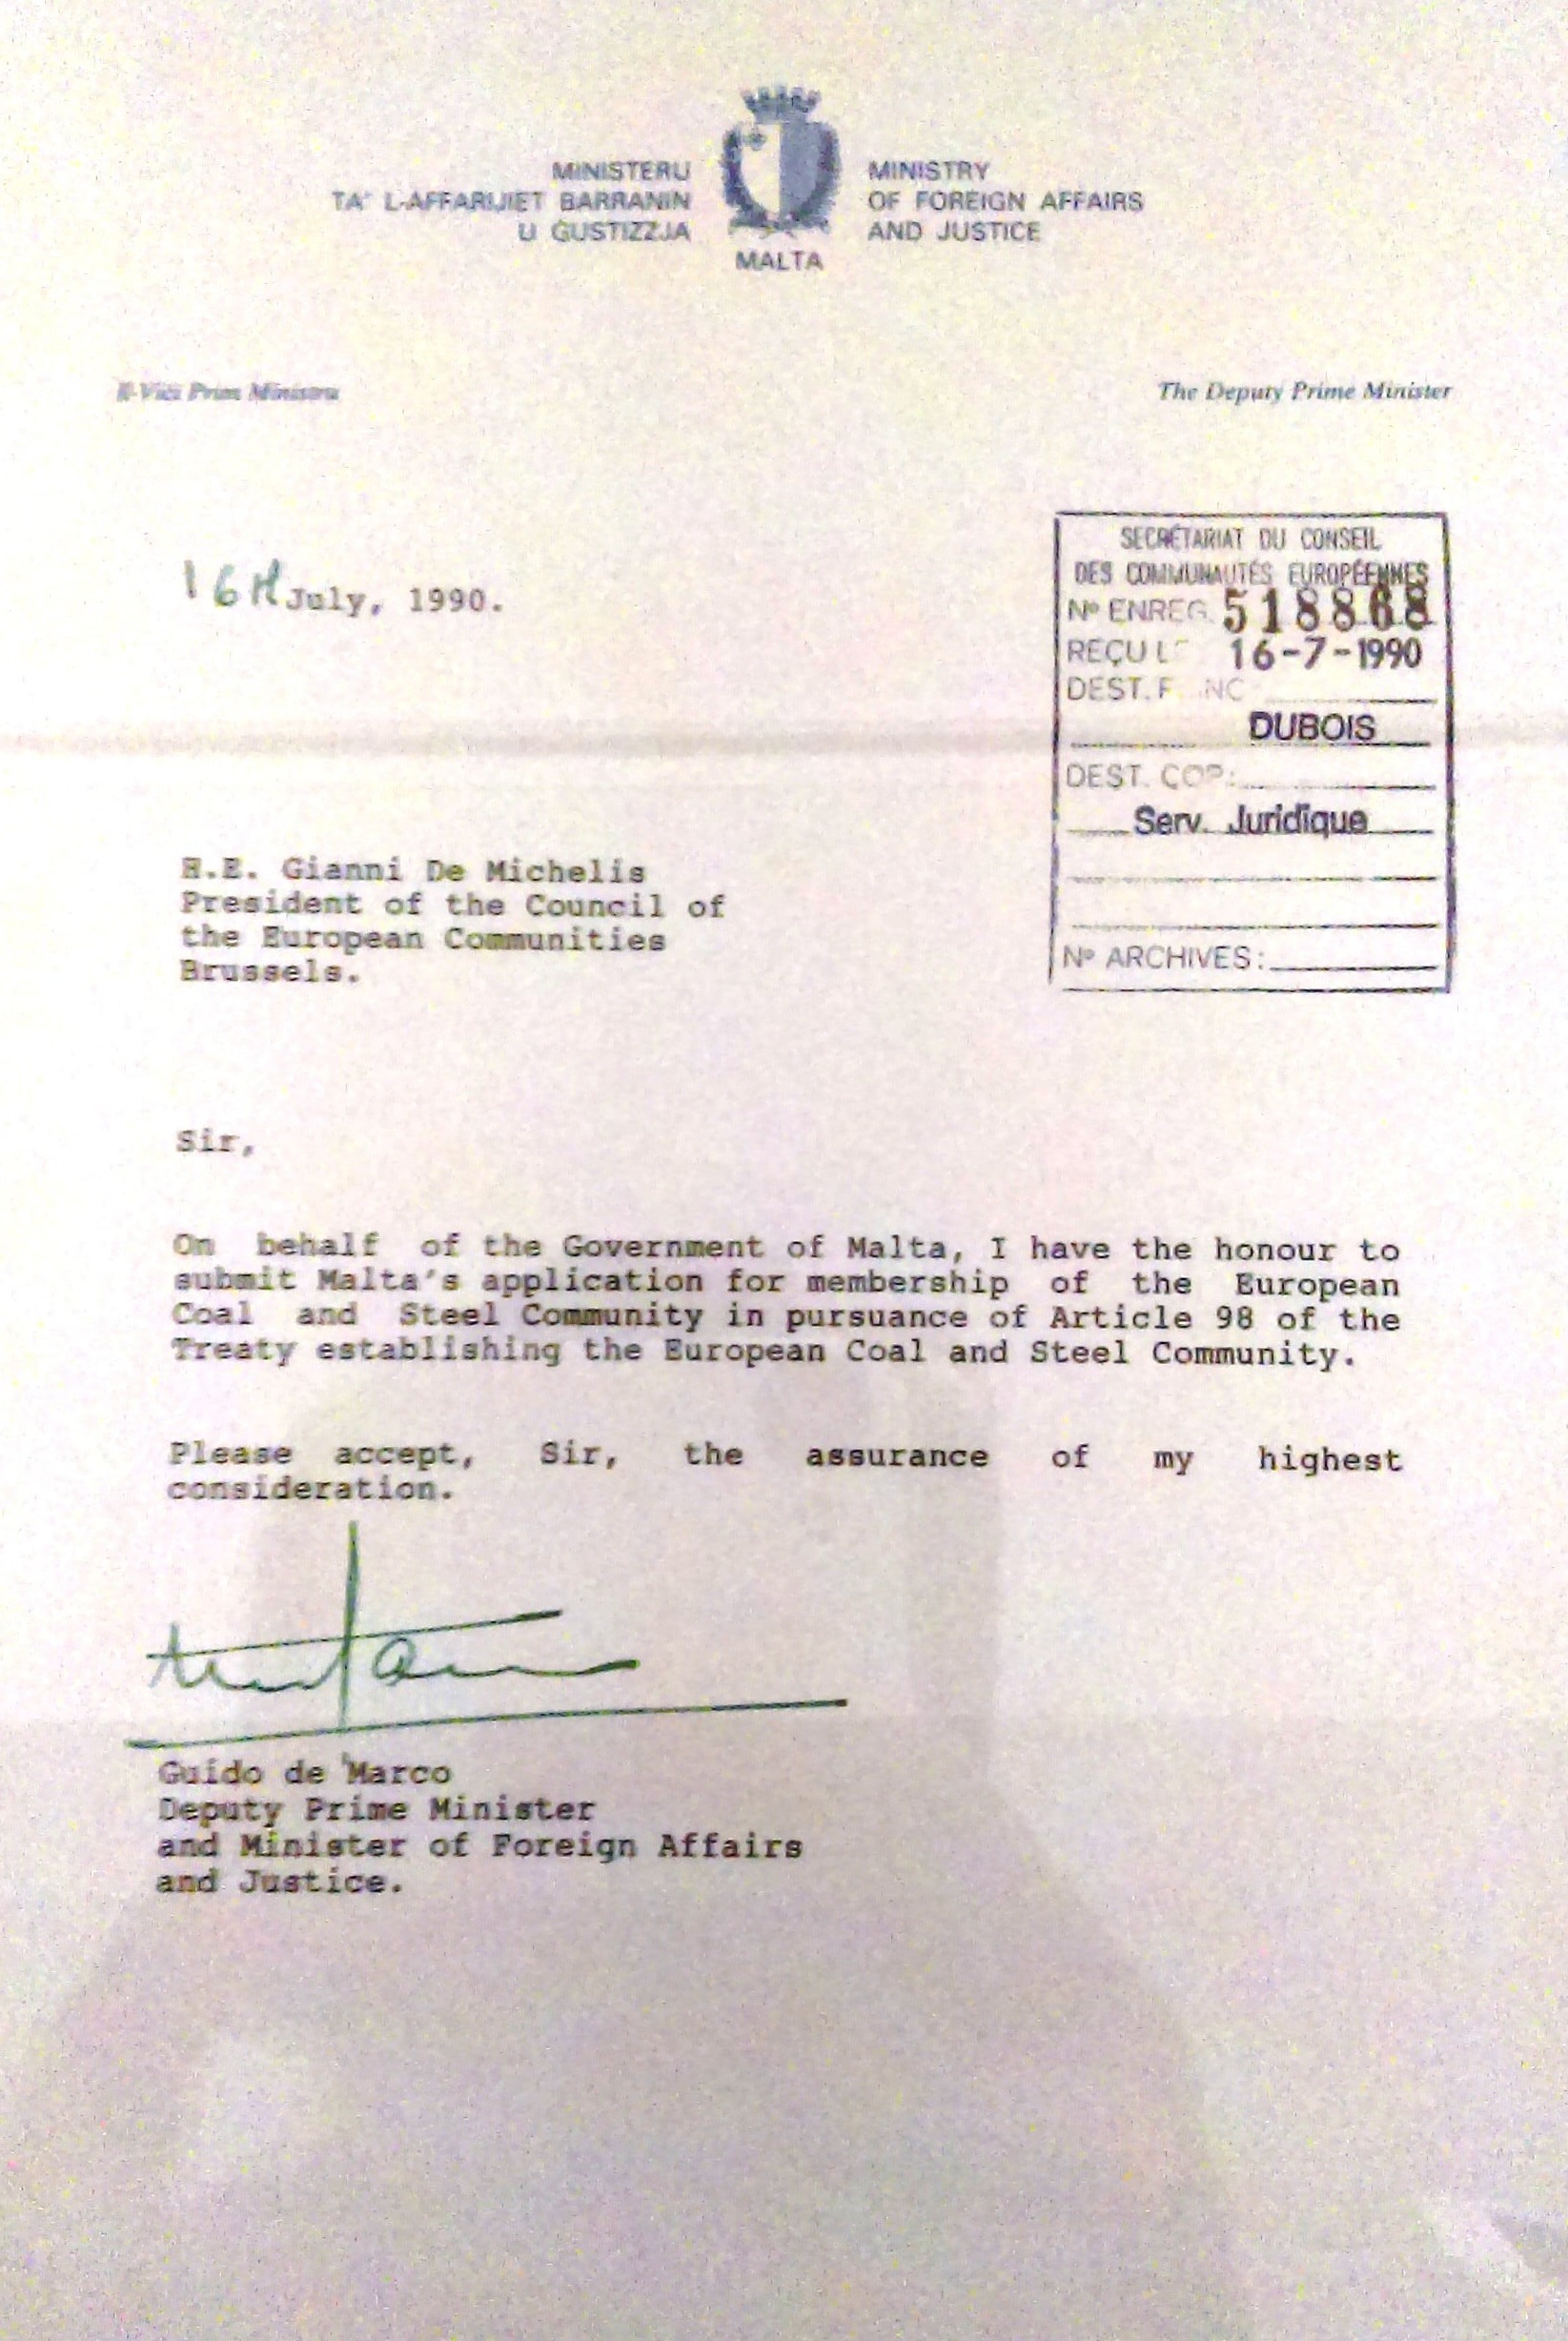 MINISTERU
TA' L-AFFARIJIET BARRANIN
U ĠUSTIZZJA
MINISTRY
OF FOREIGN AFFAIRS
AND JUSTICE
MALTA
Il-Viċi Prim Ministru
The Deputy Prime Minister
16th July, 1990.
SECRÉTARIAT DU CONSEIL
DES COMMUNAUTÉS EUROPÉENNES
Nº ENREG. 518868
REÇU 16-7-1990
DEST.
DUBOIS
DEST. COP:
Serv. Juridique
Nº ARCHIVES:
H.E. Gianni De Michelis
President of the Council of
the European Communities
Brussels.
Sir,
On behalf of the Government of Malta, I have the honour to
submit Malta's application for membership of the European
Coal and Steel Community in pursuance of Article 98 of the
Treaty establishing the European Coal and Steel Community.
Please accept, Sir, the assurance of my highest
consideration.
Guido de Marco
Deputy Prime Minister
and Minister of Foreign Affairs
and Justice.